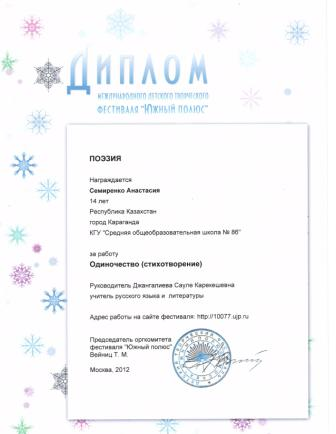 Диплом
международного детского творческого
фестиваля "Южный полюс"
ПОЭЗИЯ
Награждается
Семиренко Анастасия
14 лет
Республика Казахстан
город Караганда
КГУ "Средняя общеобразовательная школа № 86"
за работу
Одиночество (стихотворение)
Руководитель Джангалиева Сауле Карекешевна
учитель русского языка и литературы
Адрес работы на сайте фестиваля: http://10077.ujp.ru
Председатель оргкомитета
фестиваля "Южный полюс"
Вейниц Т. М.
Москва, 2012